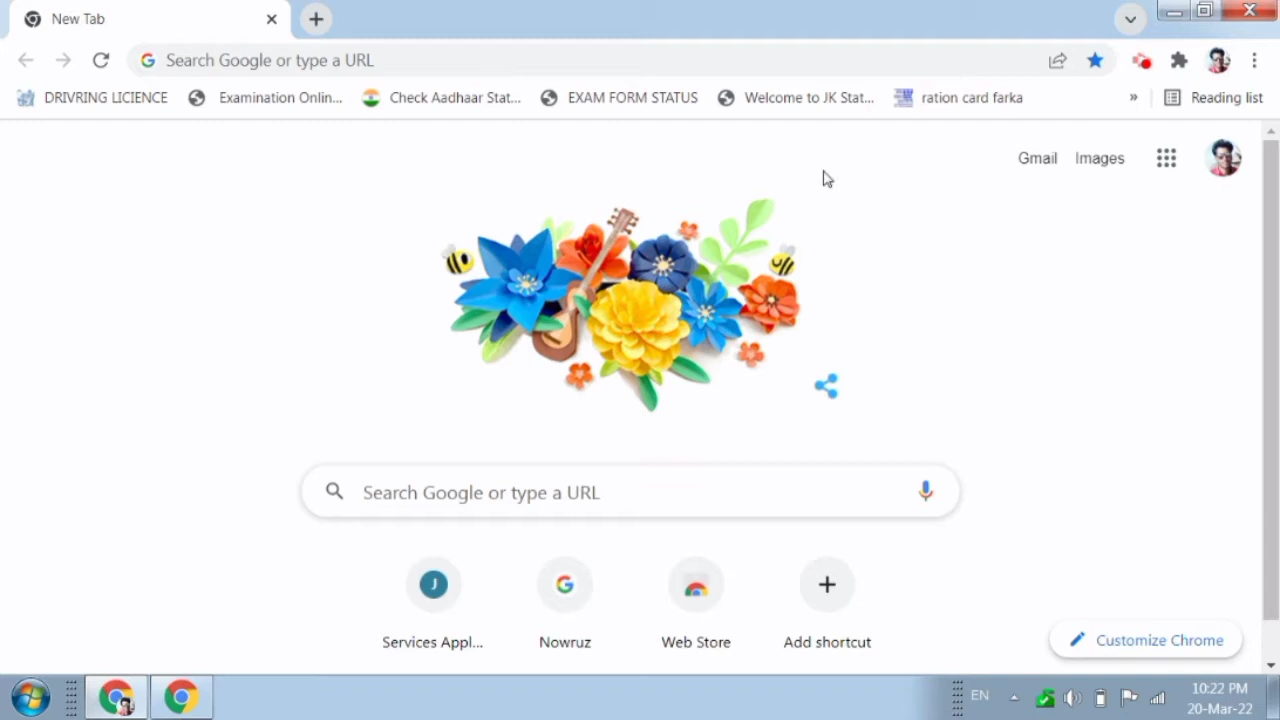 New Tab
Search Google or type a URL
DRIVRING LICIENCE Examination Onlin... Check Aadhaar Stat... EXAM FORM STATUS Welcome to JK Stat... ration card farka » Reading list
Gmail Images
Search Google or type a URL
J
Services Appl... Nowruz Web Store Add shortcut
Customize Chrome
EN
10:22 PM
20-Mar-22